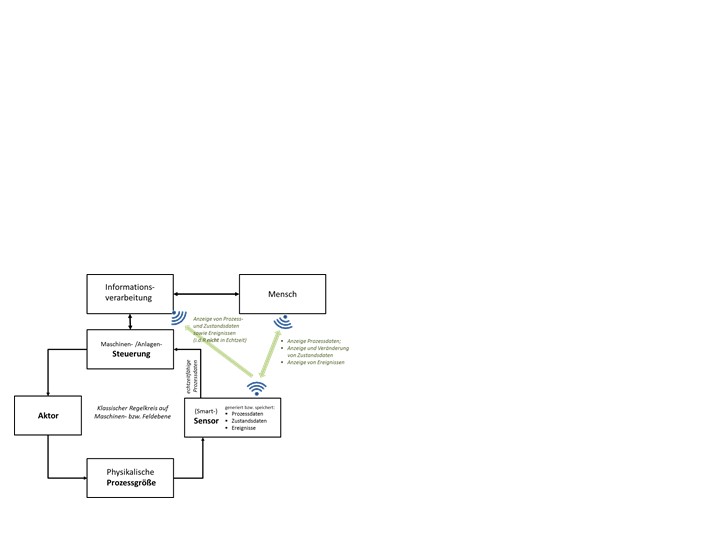 Informations-
verarbeitung
Mensch
Anzeige von Prozess-
und Zustandsdaten
sowie Ereignissen
(i.d.R nicht in Echtzeit)
Maschinen- /Anlagen-
Steuerung
Anzeige Prozessdaten;
Anzeige und Veränderung
von Zustandsdaten
Anzeige von Ereignissen
echtzeitfähige
Prozessdaten
Aktor
Klassischer Regelkreis auf
Maschinen- bzw. Feldebene
(Smart-)
Sensor
generiert bzw. speichert:
Prozessdaten
Zustandsdaten
Ereignisse
Physikalische
Prozessgröße